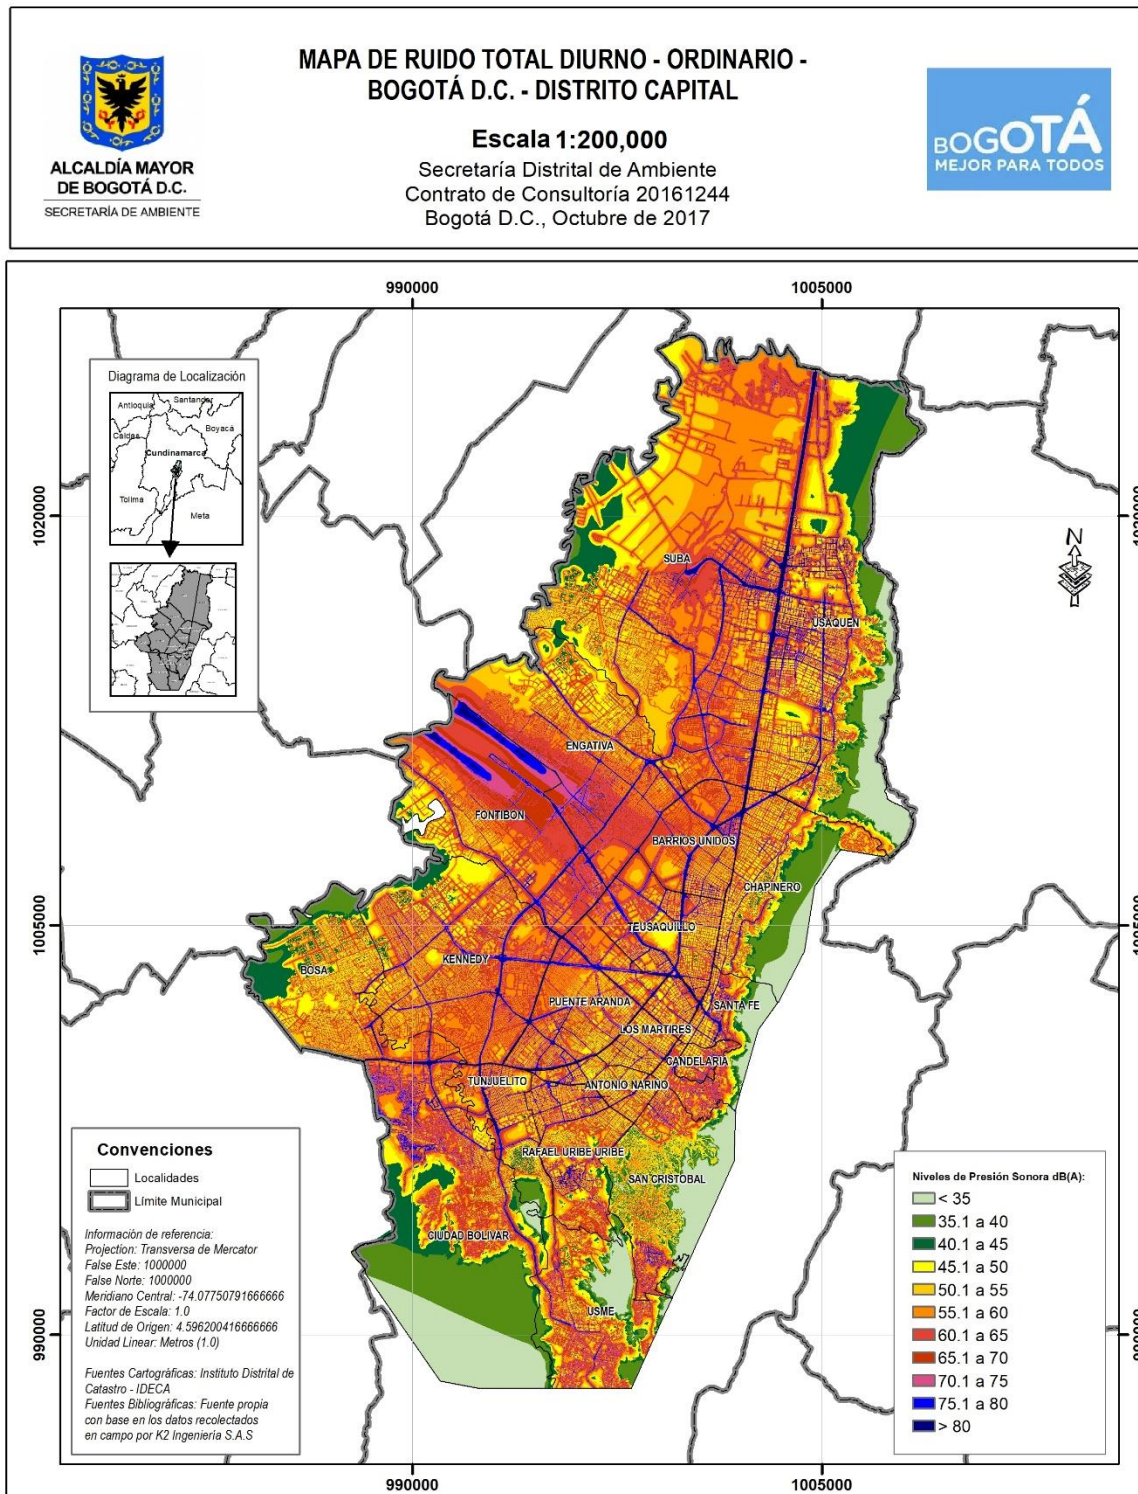 ALCALDÍA MAYOR
DE BOGOTÁ D.C.
SECRETARÍA DE AMBIENTE
MAPA DE RUIDO TOTAL DIURNO - ORDINARIO -
BOGOTÁ D.C. - DISTRITO CAPITAL
Escala 1:200,000
Secretaría Distrital de Ambiente
Contrato de Consultoría 20161244
Bogotá D.C., Octubre de 2017
BOGOTÁ
MEJOR PARA TODOS
990000
1005000
Diagrama de Localización
Antioquia
Santander
Boyacá
Caldas
Cundinamarca
Tolima
Meta
1020000
1020000
N
SUBA
USAQUEN
ENGATIVA
FONTIBON
BARRIOS UNIDOS
CHAPINERO
1005000
TEUSAQUILLO
1005000
KENNEDY
BOSA
PUENTE ARANDA
SANTA FE
LOS MARTIRES
CANDELARIA
TUNJUELITO
ANTONIO NARIÑO
RAFAEL URIBE URIBE
SAN CRISTOBAL
CIUDAD BOLIVAR
USME
990000
990000
Convenciones
Localidades
Límite Municipal
Información de referencia:
Projection: Transversa de Mercator
False Este: 1000000
False Norte: 1000000
Meridiano Central: -74.07750791666666
Factor de Escala: 1.0
Latitud de Origen: 4.596200416666666
Unidad Linear: Metros (1.0)
Fuentes Cartográficas: Instituto Distrital de
Catastro - IDECA
Fuentes Bibliográficas: Fuente propia
con base en los datos recolectados
en campo por K2 Ingeniería S.A.S
Niveles de Presión Sonora dB(A):
< 35
35.1 a 40
40.1 a 45
45.1 a 50
50.1 a 55
55.1 a 60
60.1 a 65
65.1 a 70
70.1 a 75
75.1 a 80
> 80
990000
1005000